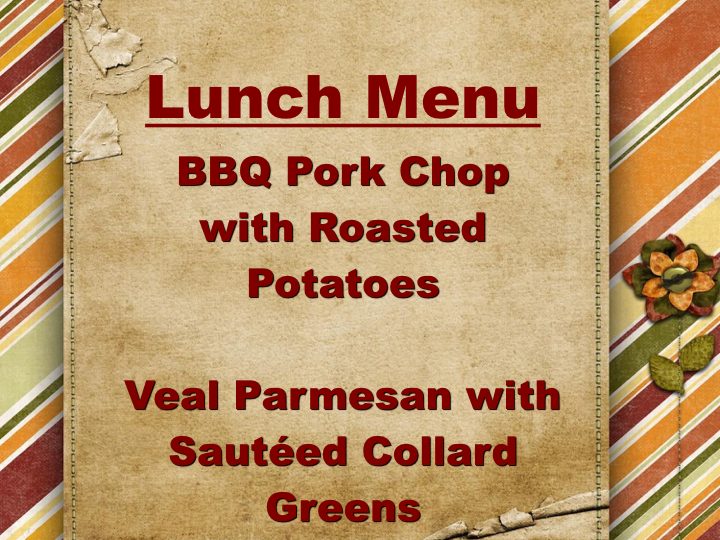 Lunch Menu
BBQ Pork Chop
with Roasted
Potatoes
Veal Parmesan with
Sautéed Collard
Greens